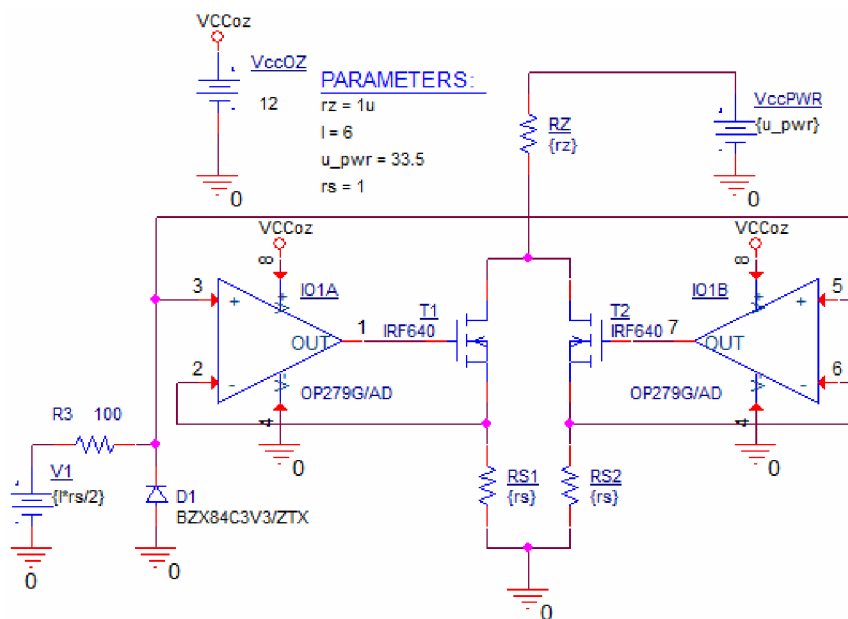 VCCoz
VccOZ
12
0
PARAMETERS:
rz = 1u
I = 6
u_pwr = 33.5
rs = 1
RZ
{rz}
VccPWR
{u_pwr}
0
VCCoz
8
3
+
V+
IO1A
OUT
1
2
-
V-
4
OP279G/AD
0
T1
IRF640
T2
IRF640
7
VCCoz
8
IO1B
V+
+
5
OUT
6
-
V-
4
OP279G/AD
0
R3 100
V1
{I*rs/2}
0
D1
BZX84C3V3/ZTX
0
RS1
{rs}
RS2
{rs}
0